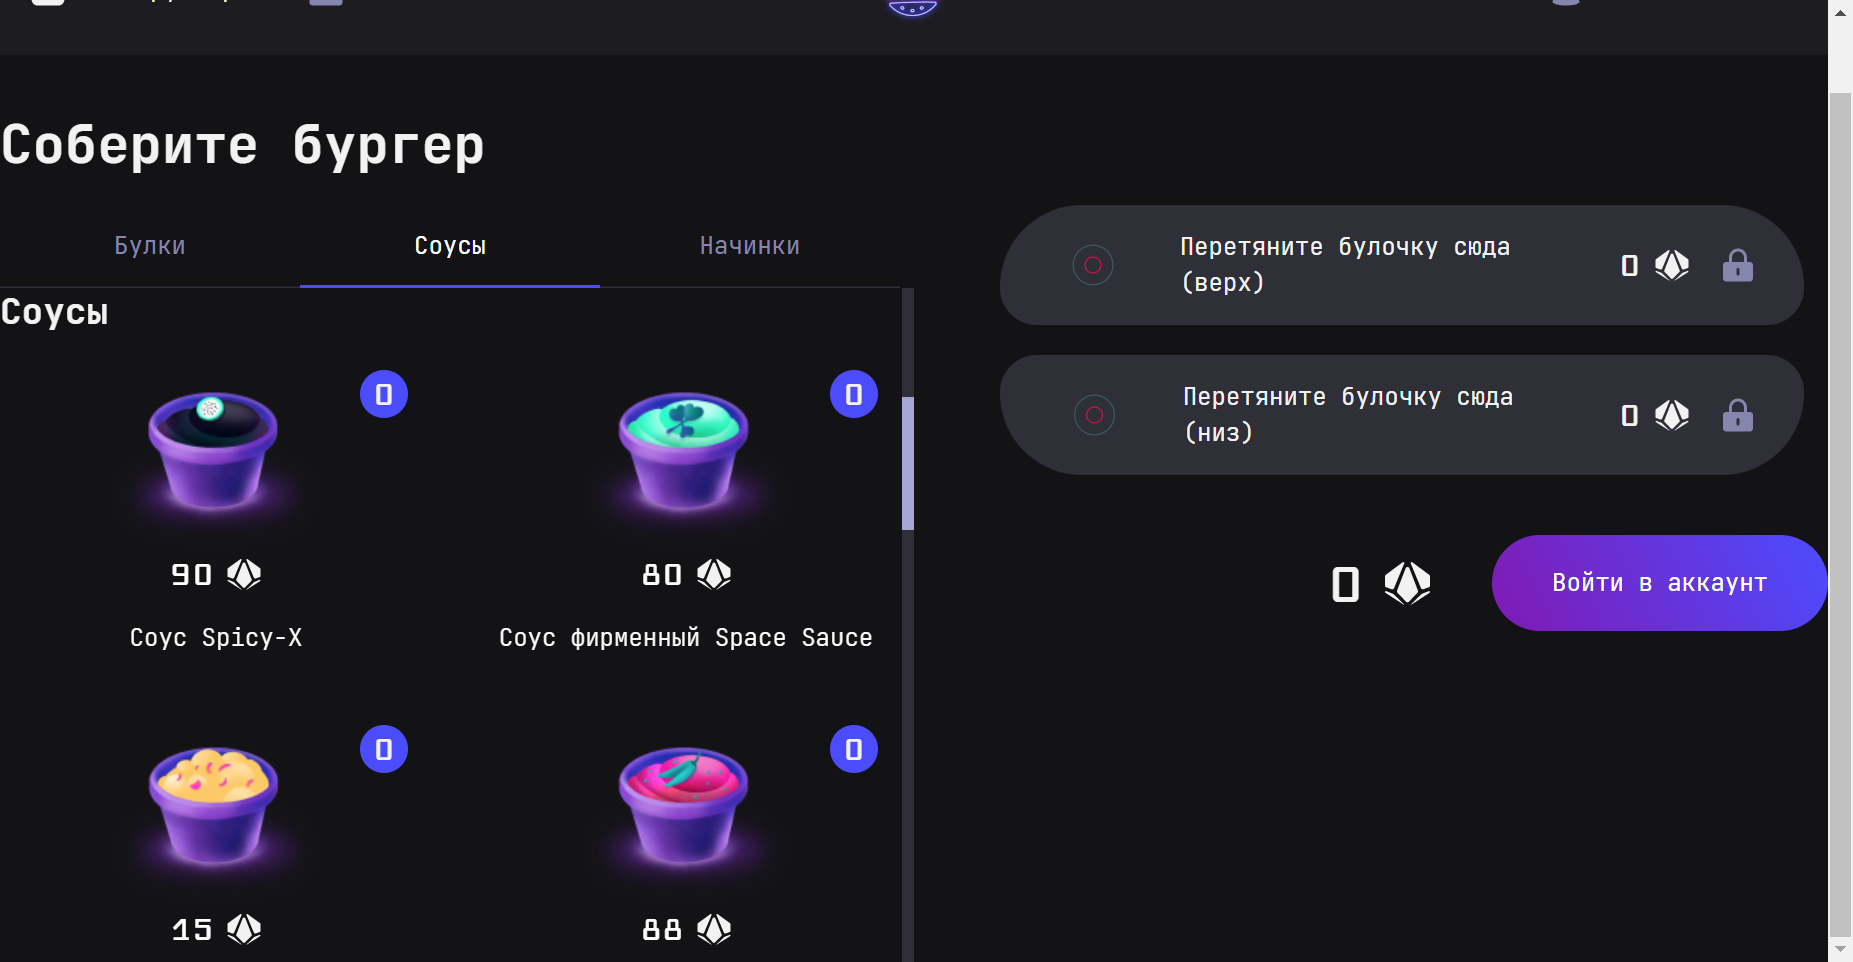 Соберите бургер
Булки
Соусы
Начинки
Соусы
0
0
90
80
Соус Spicy-X
Соус фирменный Space Sauce
0
0
15
88
Перетяните булочку сюда
(верх)
0
Перетяните булочку сюда
(низ)
0
0
Войти в аккаунт